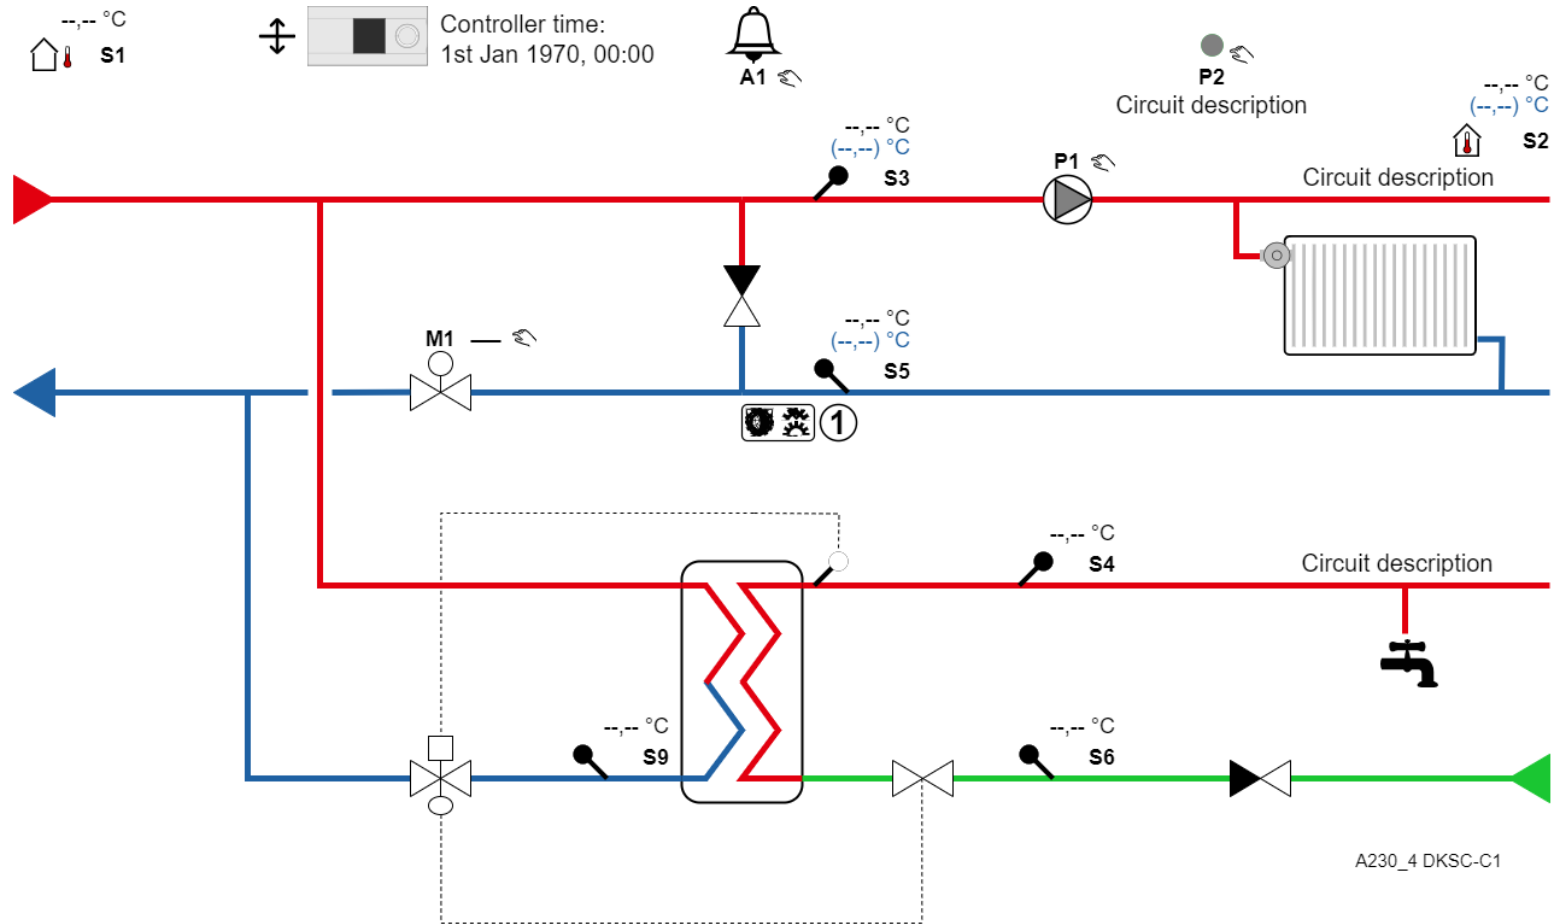 --,-- °C
S1
Controller time:
1st Jan 1970, 00:00
A1
P2
Circuit description
--,-- °C
(--,--) °C
S2
Circuit description
--,-- °C
(--,--) °C
S3
P1
M1
--,-- °C
(--,--) °C
S5
1
--,-- °C
S4
Circuit description
--,-- °C
S9
--,-- °C
S6
A230_4 DKSC-C1